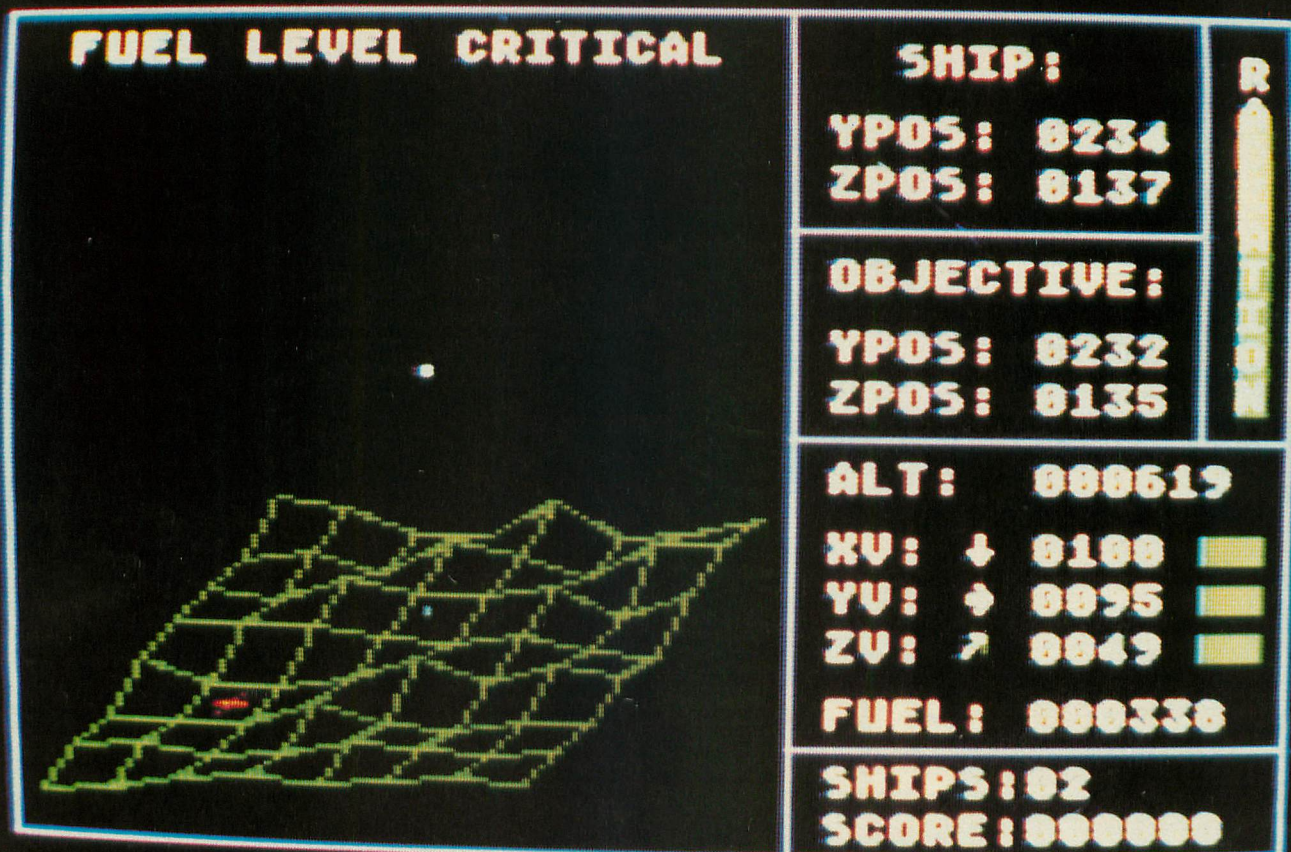 FUEL LEVEL CRITICAL
SHIP:
YPOS: 0234
ZPOS: 0137
OBJECTIVE:
YPOS: 0232
ZPOS: 0135
ALT: 000619
XV: ↓ 0100
YV: → 0095
ZV: ↗ 0049
FUEL: 000338
SHIPS:02
SCORE:000000